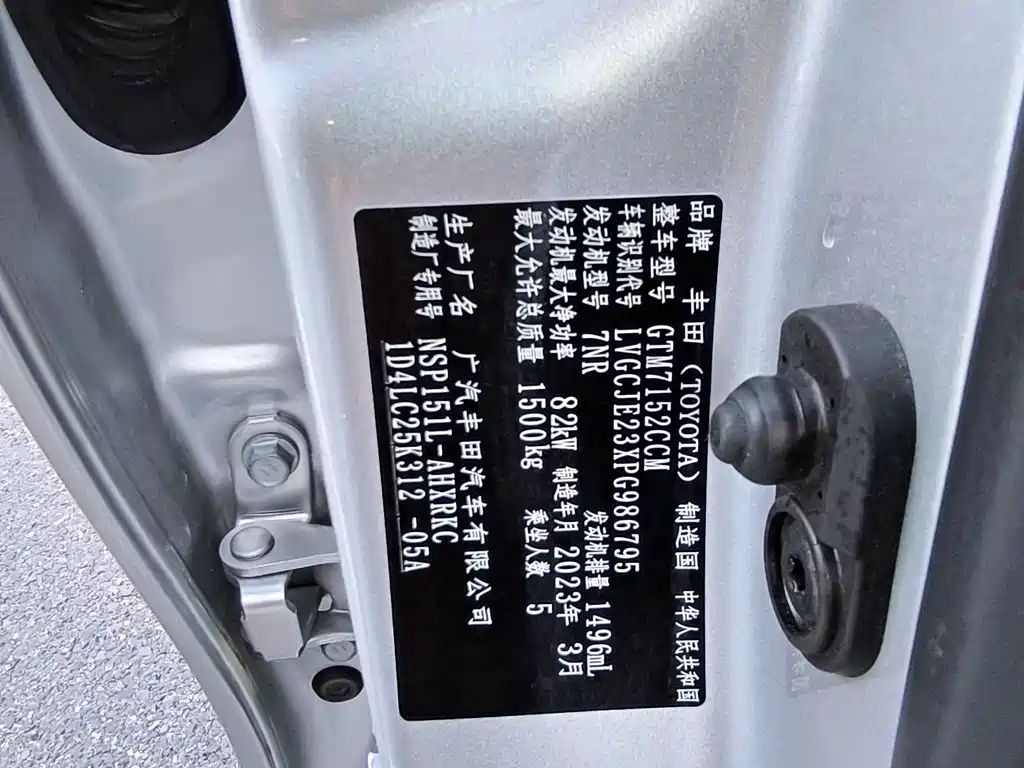 品牌 丰田(TOYOTA) 制造国 中华人民共和国
整车型号 GTM7152CCM
车辆识别代号 LVGCJE23XPG986795
发动机型号 7NR 发动机排量 1496mL
发动机最大净功率 82kW 制造年月 2023年 3月
最大允许总质量 1500kg 乘坐人数 5
生产厂名 广汽丰田汽车有限公司
制造厂专用号 NSP151L-AHXRKC
1D4LC25K312 -05A